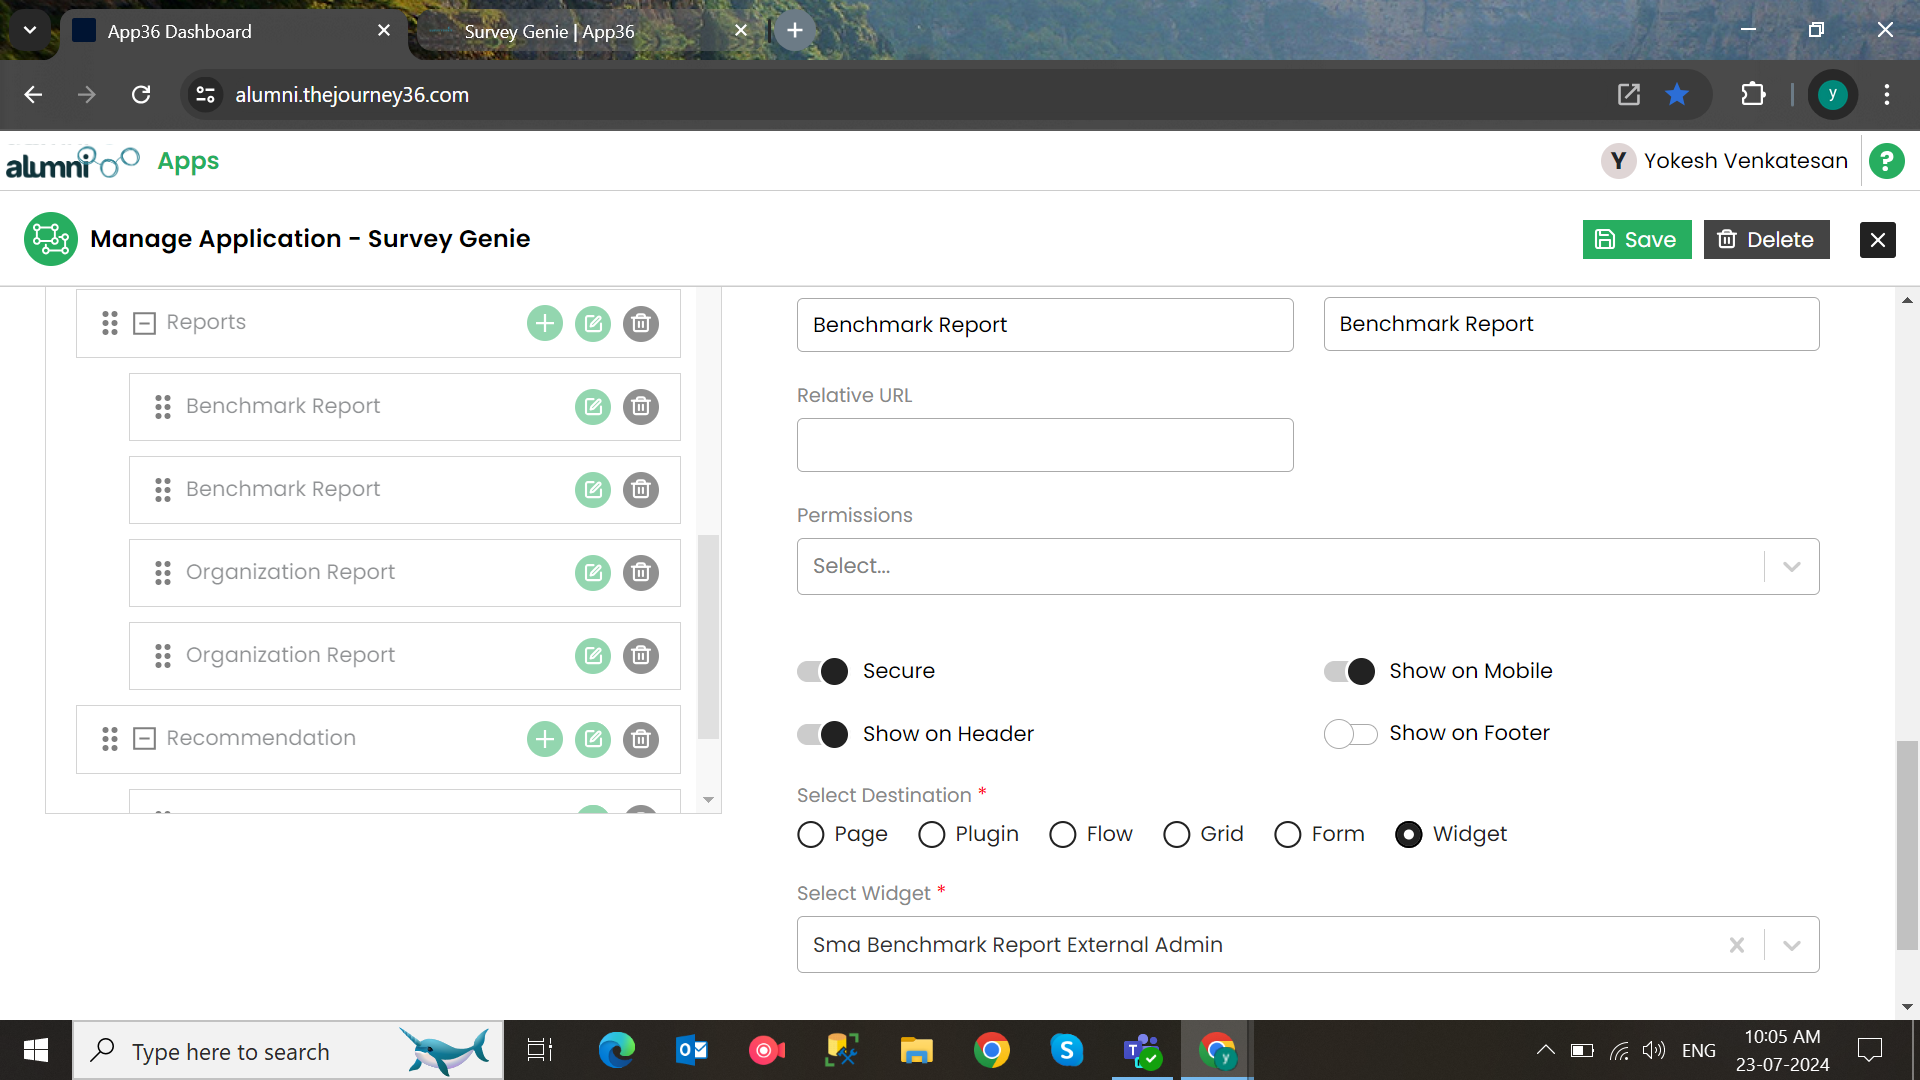 App36 Dashboard
Survey Genie | App36
alumni.thejourney36.com
y
alumni
Apps
Y
Yokesh Venkatesan
?
Manage Application - Survey Genie
Save
Delete
Reports
Benchmark Report
Benchmark Report
Organization Report
Organization Report
Recommendation
Benchmark Report
Benchmark Report
Relative URL
Permissions
Select...
Secure
Show on Mobile
Show on Header
Show on Footer
Select Destination *
Page
Plugin
Flow
Grid
Form
Widget
Select Widget *
Sma Benchmark Report External Admin
Type here to search
ENG
10:05 AM
23-07-2024